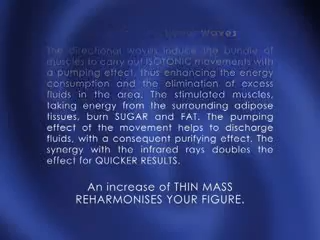 Waves
The directional waves induce the bundle of
muscles to carry out ISOTONIC movements with
a pumping effect, thus enhancing the energy
consumption and the elimination of excess
fluids in the area. The stimulated muscles,
taking energy from the surrounding adipose
tissues, burn SUGAR and FAT. The pumping
effect of the movement helps to discharge
fluids, with a consequent purifying effect. The
synergy with the infrared rays doubles the
effect for QUICKER RESULTS.
An increase of THIN MASS
REHARMONISES YOUR FIGURE.